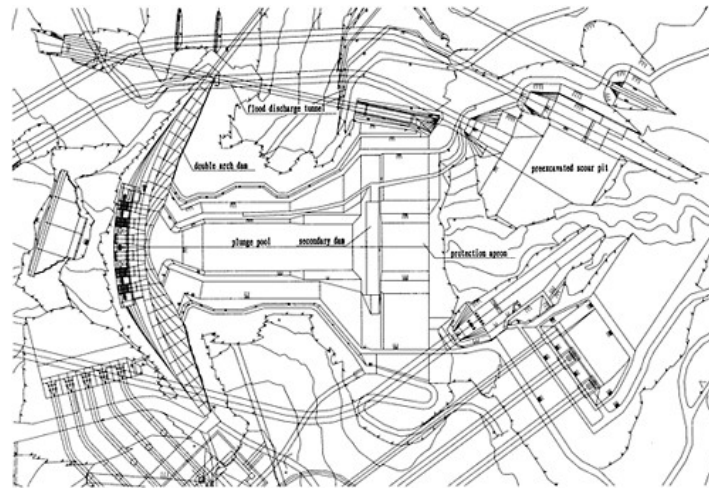 flood discharge tunnel
double arch dam
preexcavated scour pit
plunge pool
secondary dam
protection apron